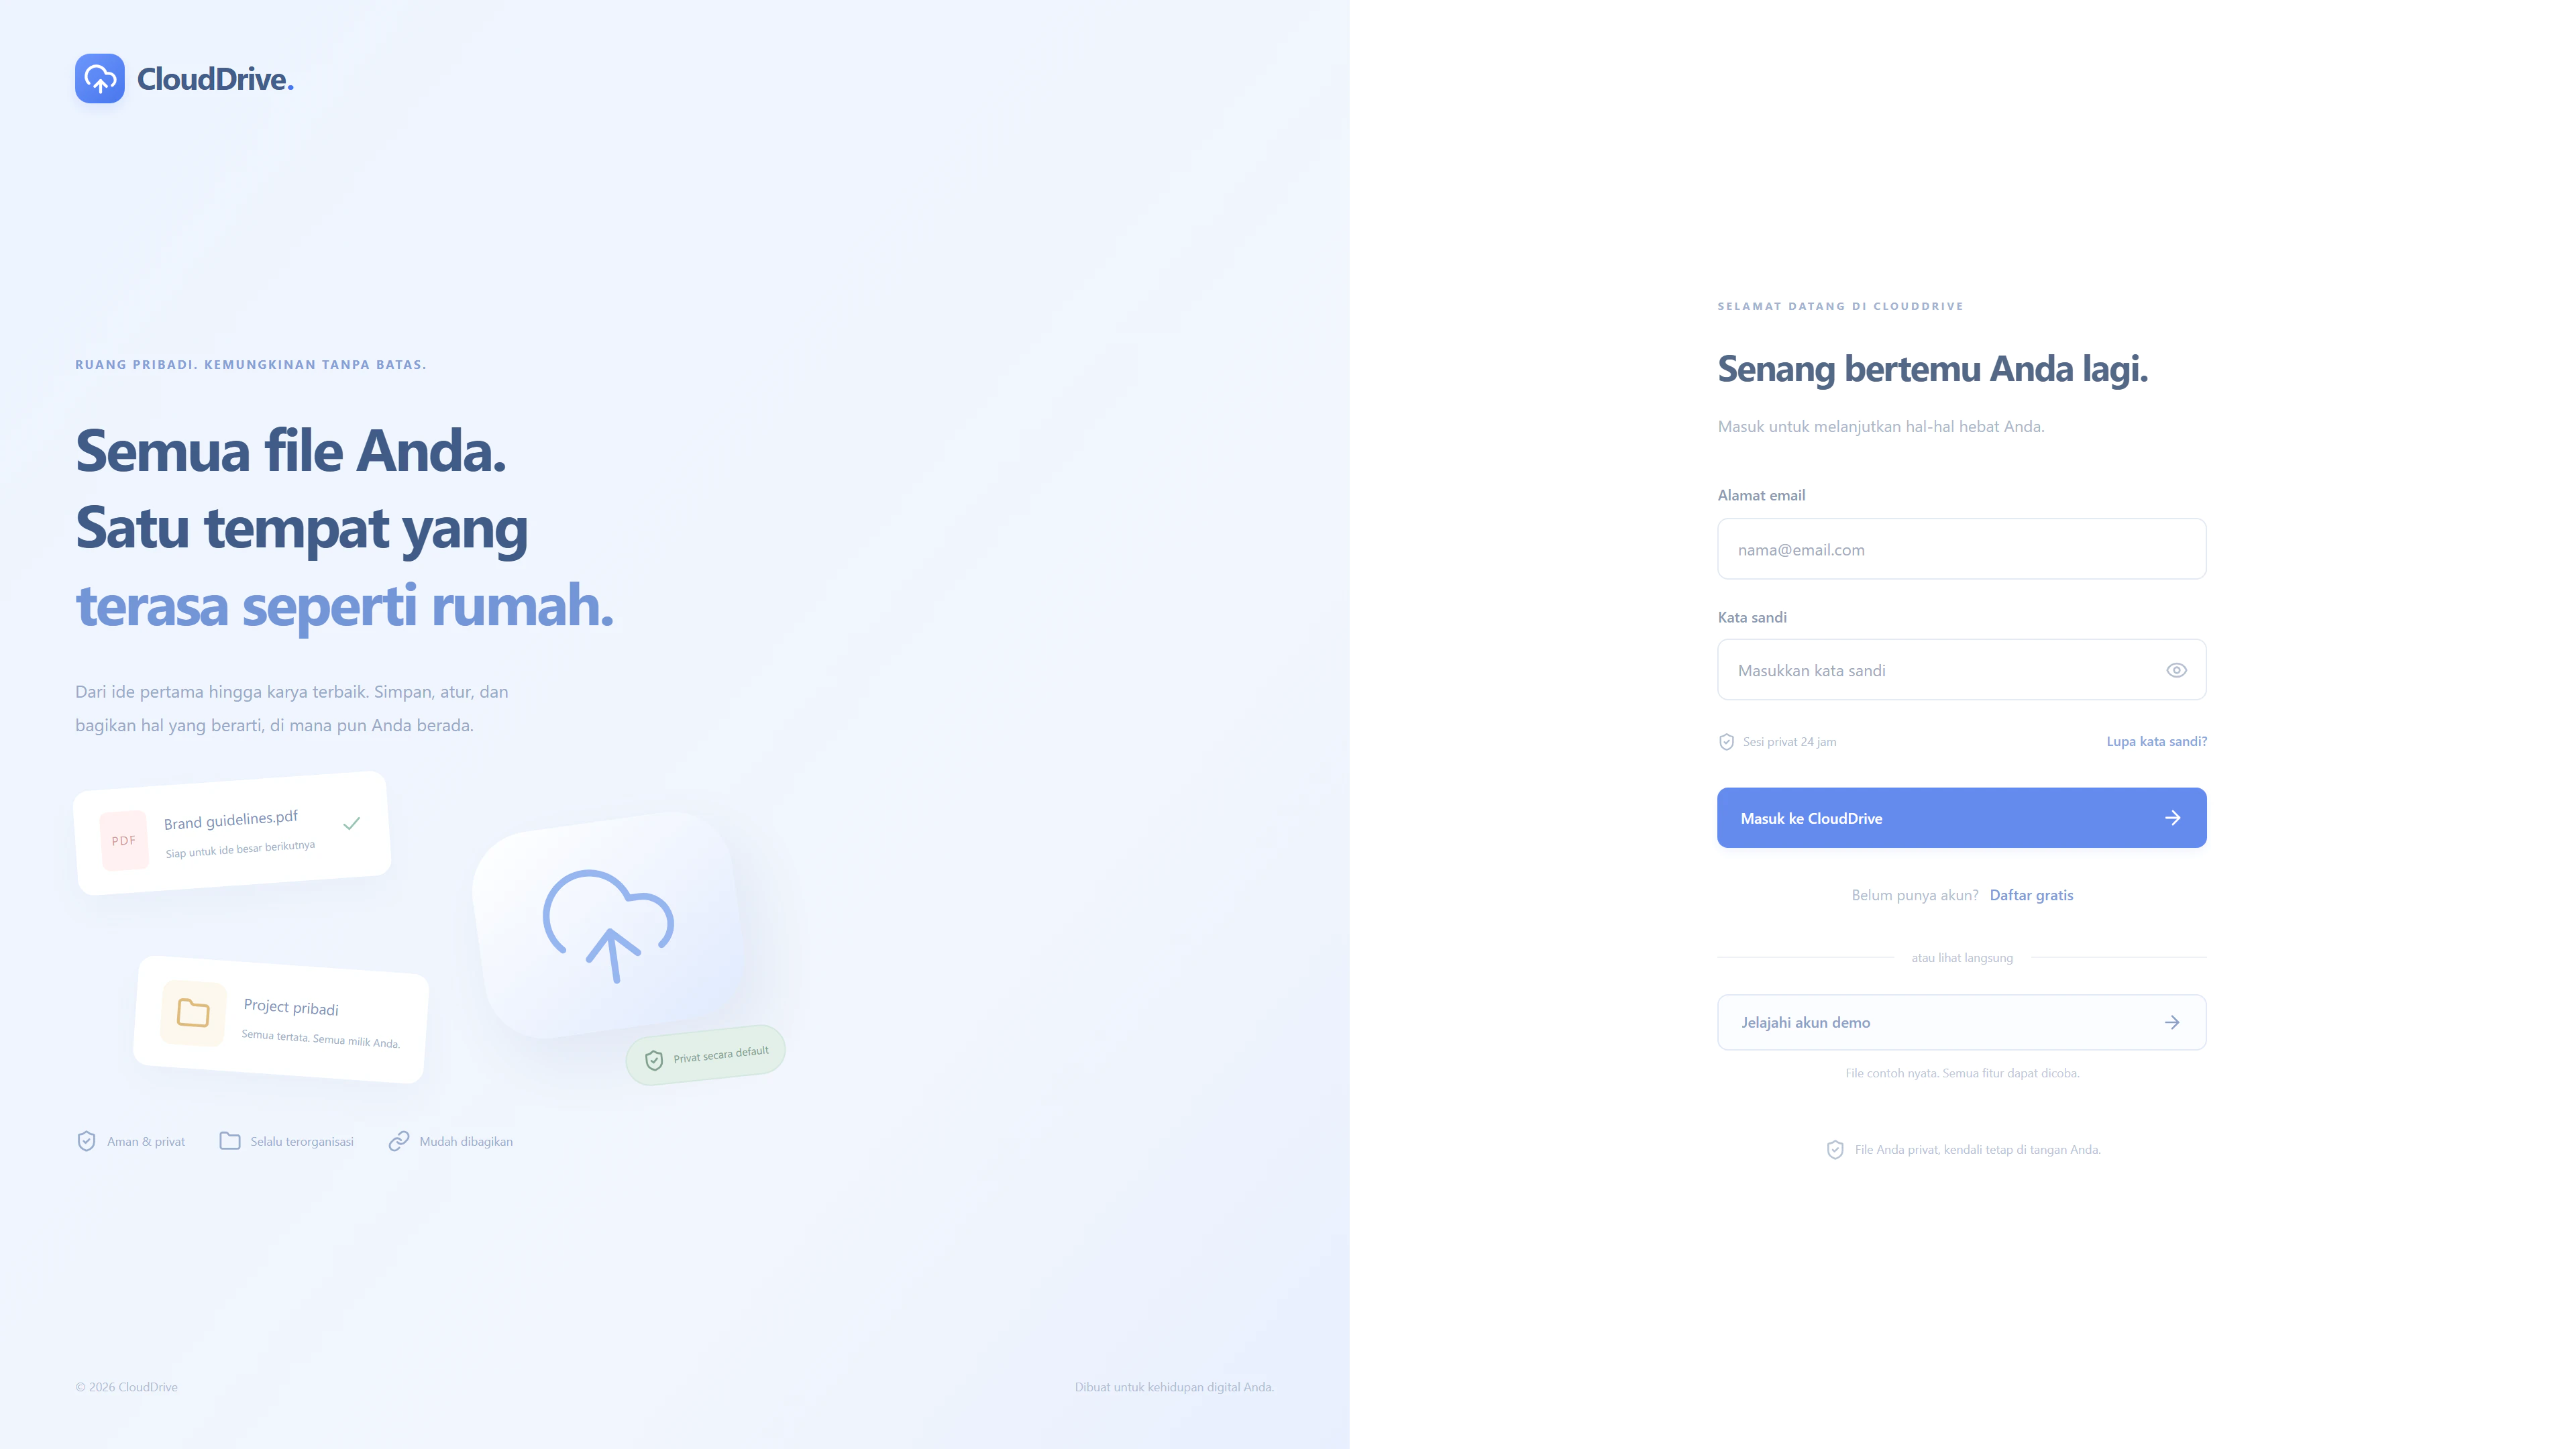 CloudDrive.
RUANG PRIBADI. KEMUNGKINAN TANPA BATAS.
Semua file Anda.
Satu tempat yang
terasa seperti rumah.
Dari ide pertama hingga karya terbaik. Simpan, atur, dan
bagikan hal yang berarti, di mana pun Anda berada.
PDF
Brand guidelines.pdf
Siap untuk ide besar berikutnya
Project pribadi
Semua tertata. Semua milik Anda.
Privat secara default
Aman & privat
Selalu terorganisasi
Mudah dibagikan
© 2026 CloudDrive
Dibuat untuk kehidupan digital Anda.
SELAMAT DATANG DI CLOUDDRIVE
Senang bertemu Anda lagi.
Masuk untuk melanjutkan hal-hal hebat Anda.
Alamat email
nama@email.com
Kata sandi
Masukkan kata sandi
Sesi privat 24 jam
Lupa kata sandi?
Masuk ke CloudDrive
Belum punya akun? Daftar gratis
atau lihat langsung
Jelajahi akun demo
File contoh nyata. Semua fitur dapat dicoba.
File Anda privat, kendali tetap di tangan Anda.